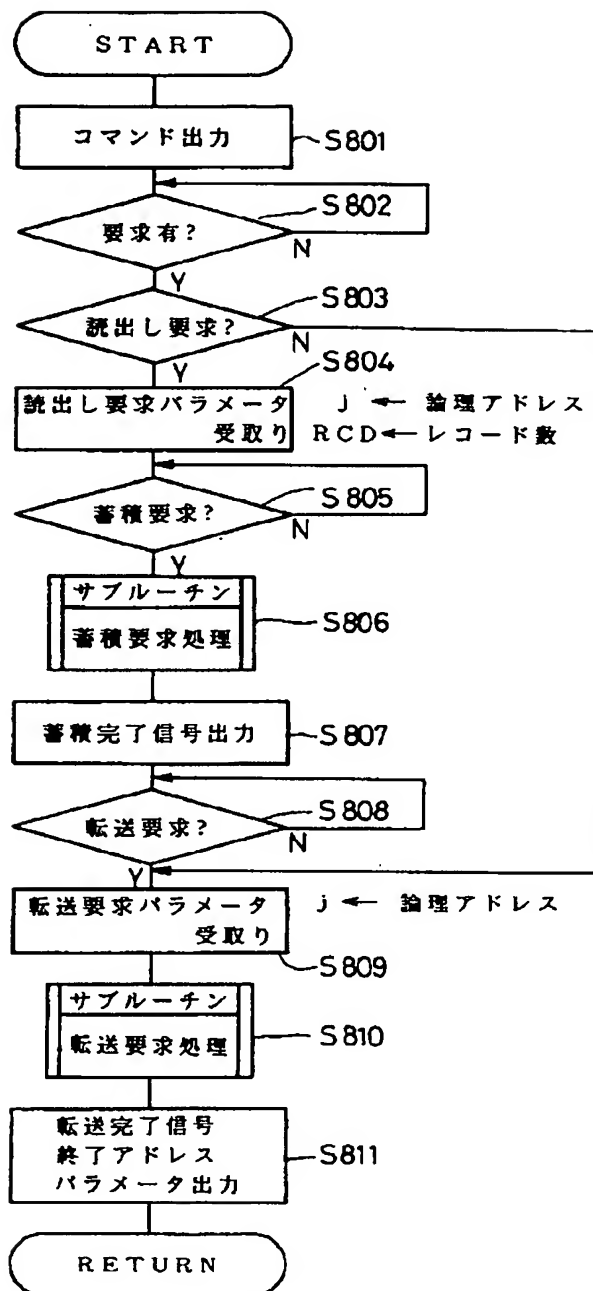 START
コマンド出力
S801
要求有?
S802
N
Y
読出し要求?
S803
N
Y
S804
読出し要求パラメータ
受取り
j ← 論理アドレス
RCD←レコード数
蓄積要求?
S805
N
Y
サブルーチン
蓄積要求処理
S806
蓄積完了信号出力
S807
転送要求?
S808
N
Y
転送要求パラメータ
受取り
j ← 論理アドレス
S809
サブルーチン
転送要求処理
S810
転送完了信号
終了アドレス
パラメータ出力
S811
RETURN